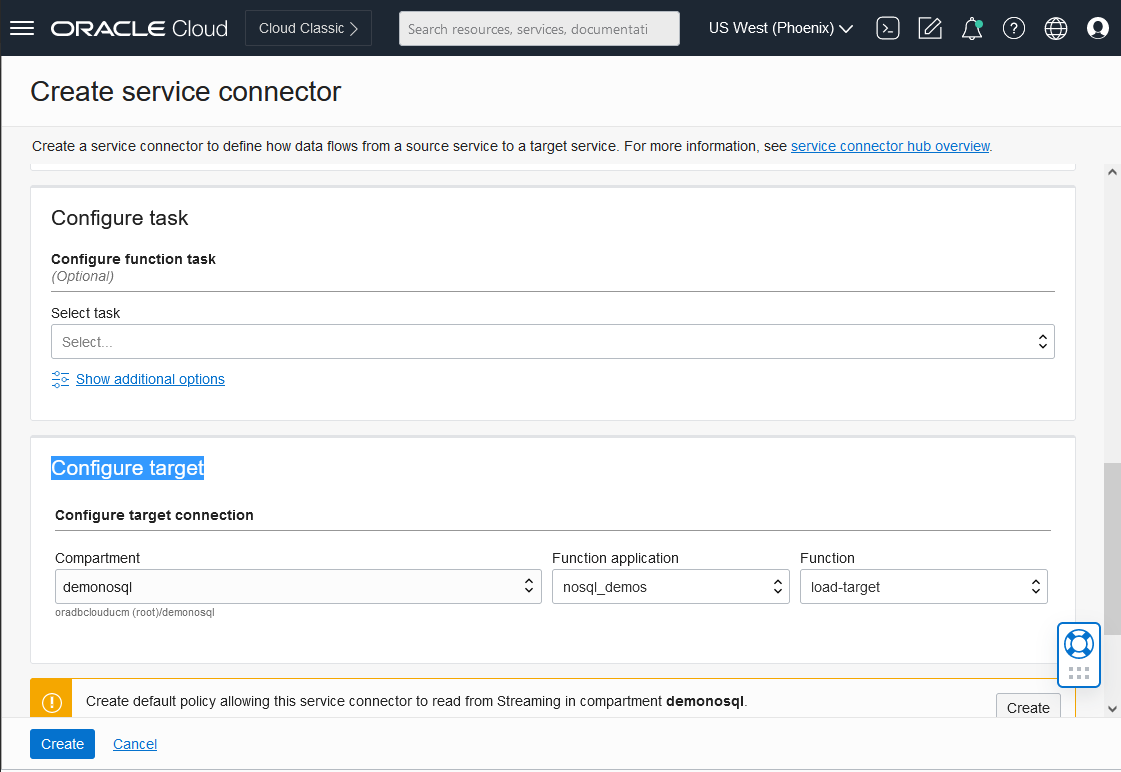 ORACLE Cloud
Cloud Classic
Search resources, services, documentati
US West (Phoenix)
Create service connector
Create a service connector to define how data flows from a source service to a target service. For more information, see service connector hub overview.
Configure task
Configure function task
(Optional)
Select task
Select...
Show additional options
Configure target
Configure target connection
Compartment
Function application
Function
demonosql
nosql_demos
load-target
oradbclouducm (root)/demonosql
Create default policy allowing this service connector to read from Streaming in compartment demonosql.
Create
Create
Cancel